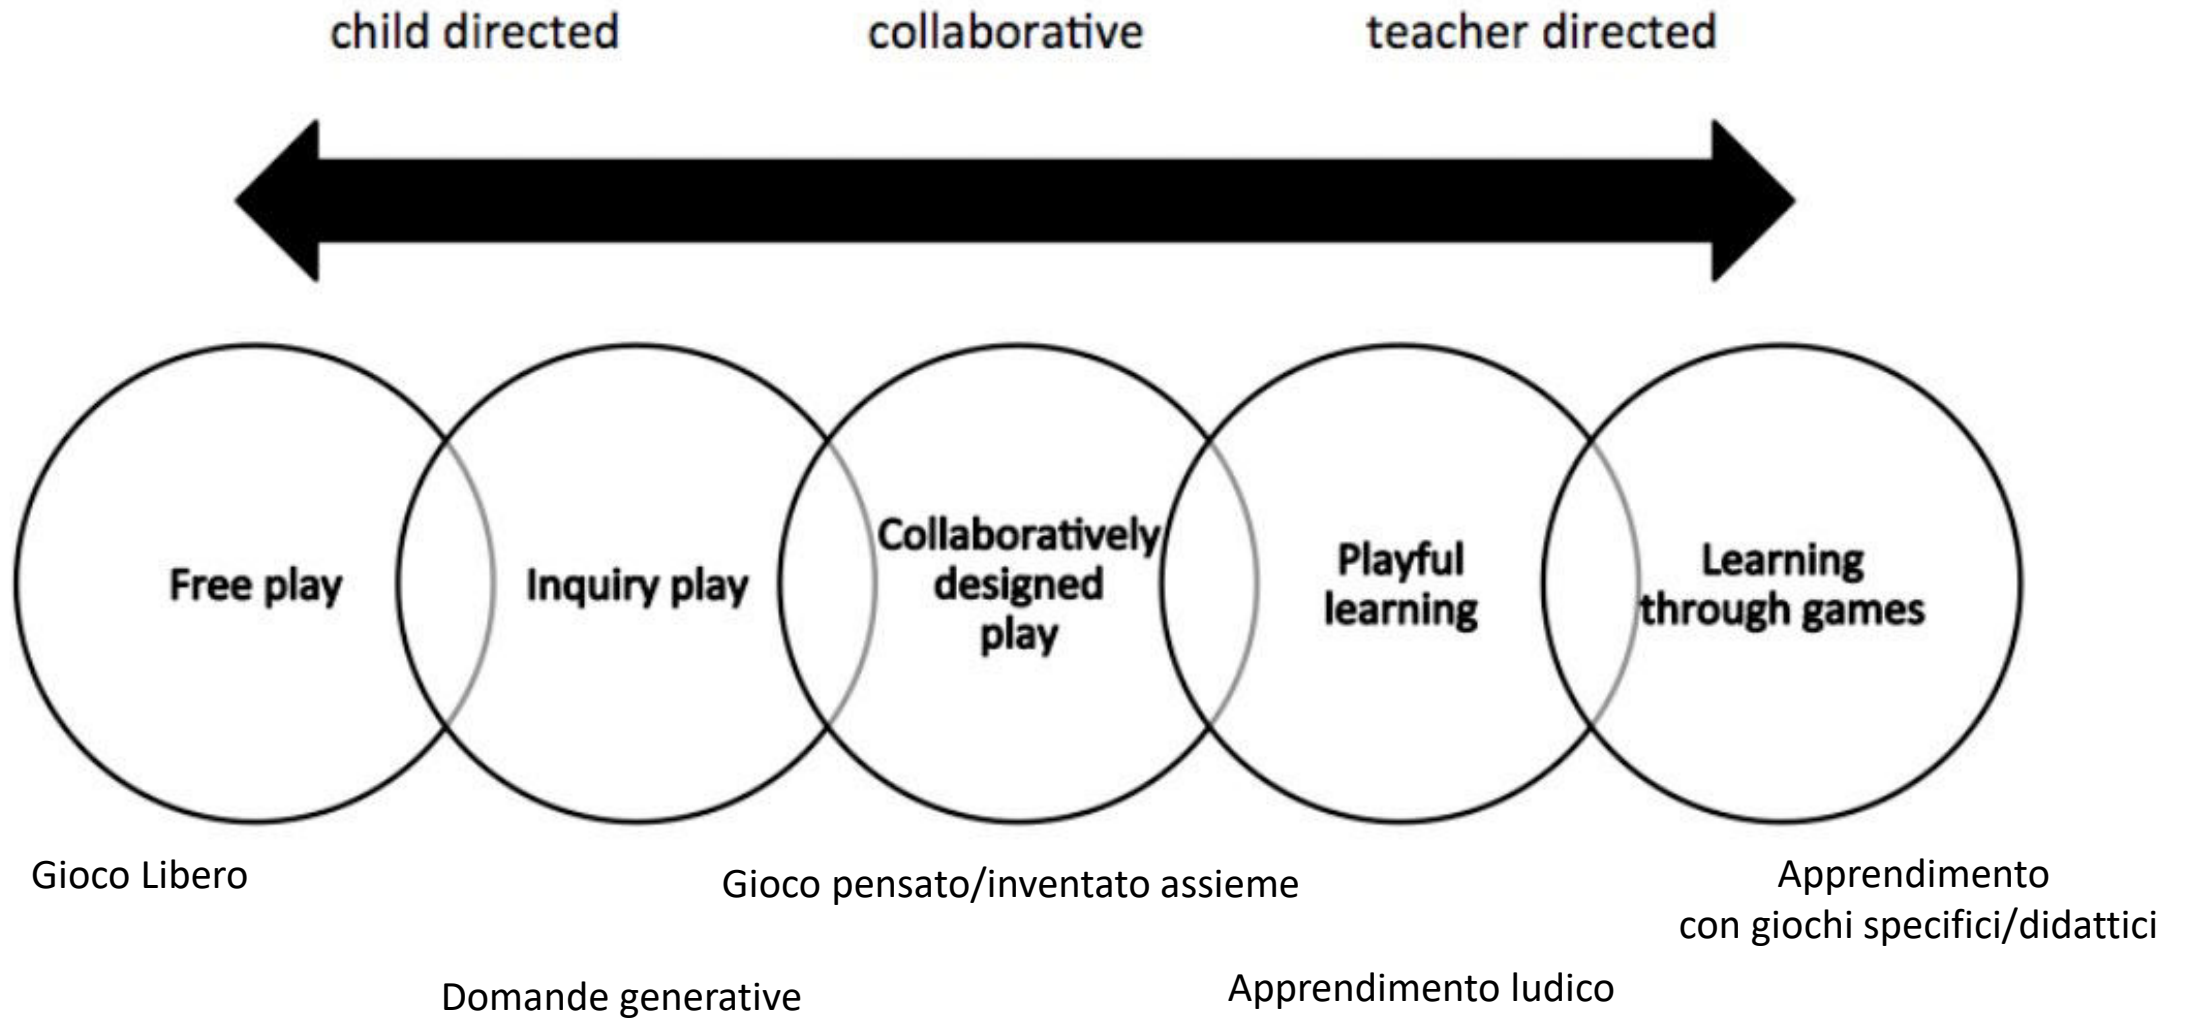 child directed
collaborative
teacher directed
Free play
Inquiry play
Collaboratively
designed
play
Playful
learning
Learning
through games
Gioco Libero
Gioco pensato/inventato assieme
Apprendimento
con giochi specifici/didattici
Domande generative
Apprendimento ludico